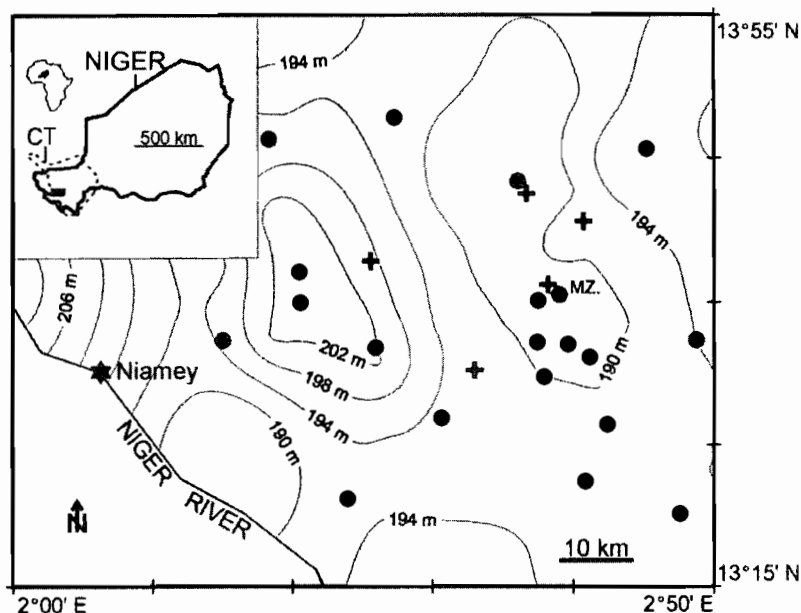 13°55' N
194 m
NIGER
CT
500 km
194 m
206 m
MZ.
202 m
Niamey
198 m
190 m
194 m
190 m
NIGER
RIVER
194 m
N
10 km
13°15' N
2°00' E
2°50' E